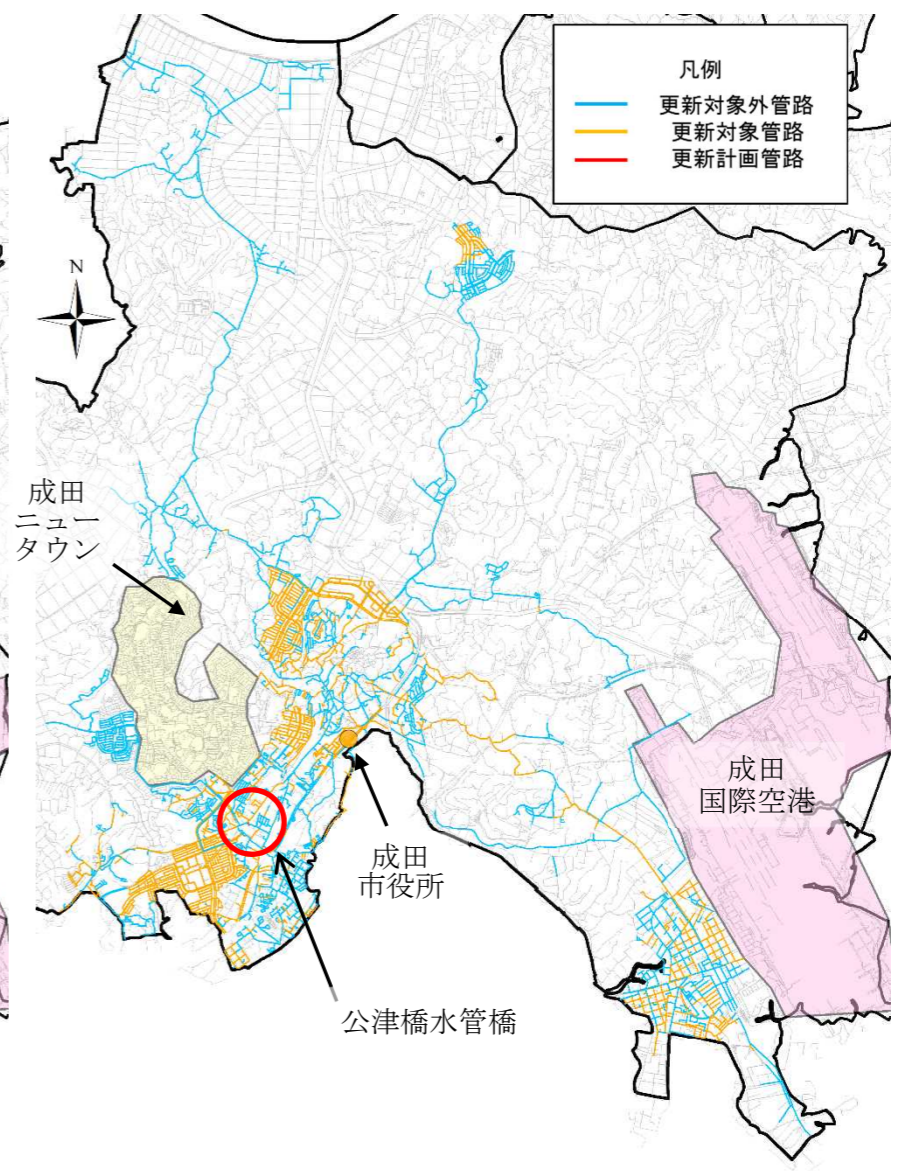 凡例
更新対象外管路
更新対象管路
更新計画管路
N
成田
ニュー
タウン
成田
国際空港
成田
市役所
公津橋水管橋